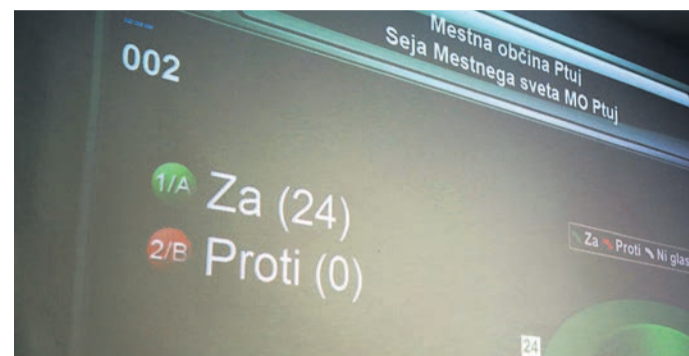 Mestna občina Ptuj
Seja Mestnega sveta MO Ptuj
002
1/A Za (24)
2/B Proti (0)
Za Proti Ni
24